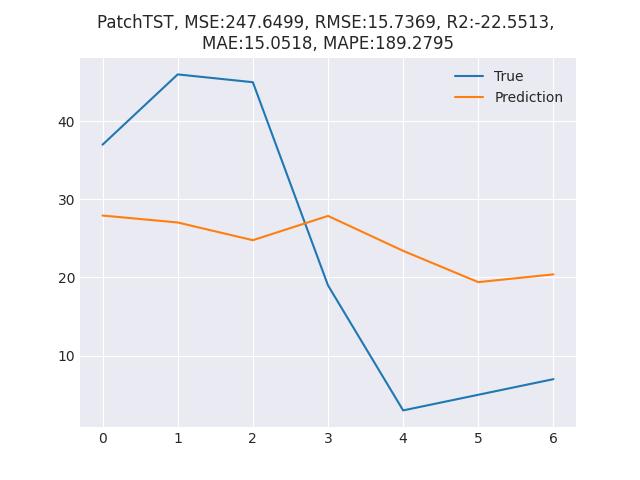 PatchTST, MSE:247.6499, RMSE:15.7369, R2:-22.5513,
MAE:15.0518, MAPE:189.2795
True
Prediction
40
30
20
10
0 1 2 3 4 5 6